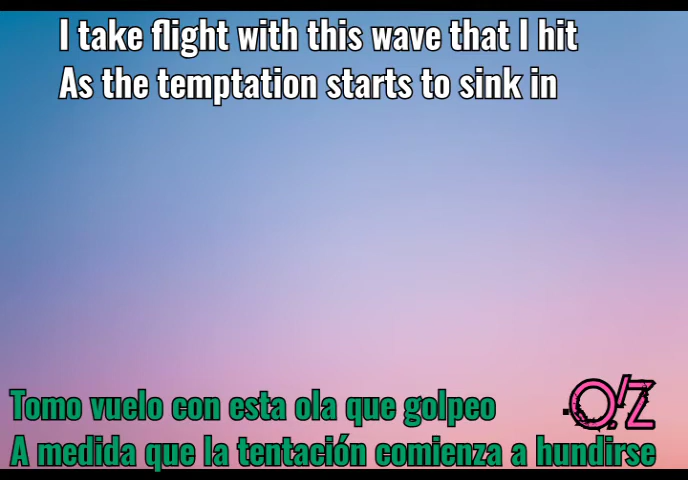 I take flight with this wave that I hit
As the temptation starts to sink in
Tomo vuelo con esta ola que golpeo
A medida que la tentación comienza a hundirse
.O!Z